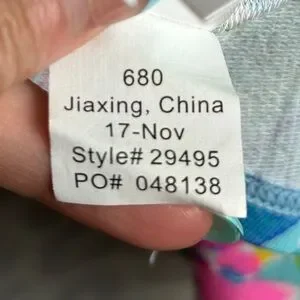 680
Jiaxing, China
17-Nov
Style# 29495
PO# 048138